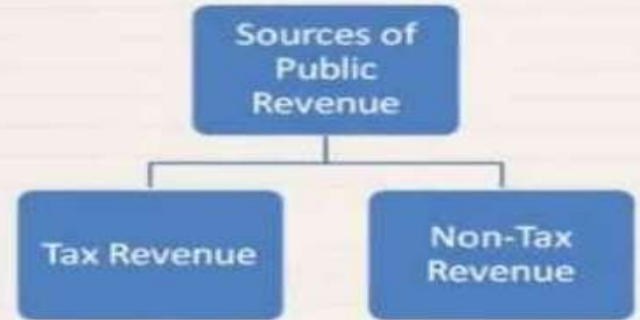 Sources of
Public
Revenue
Tax Revenue
Non-Tax
Revenue